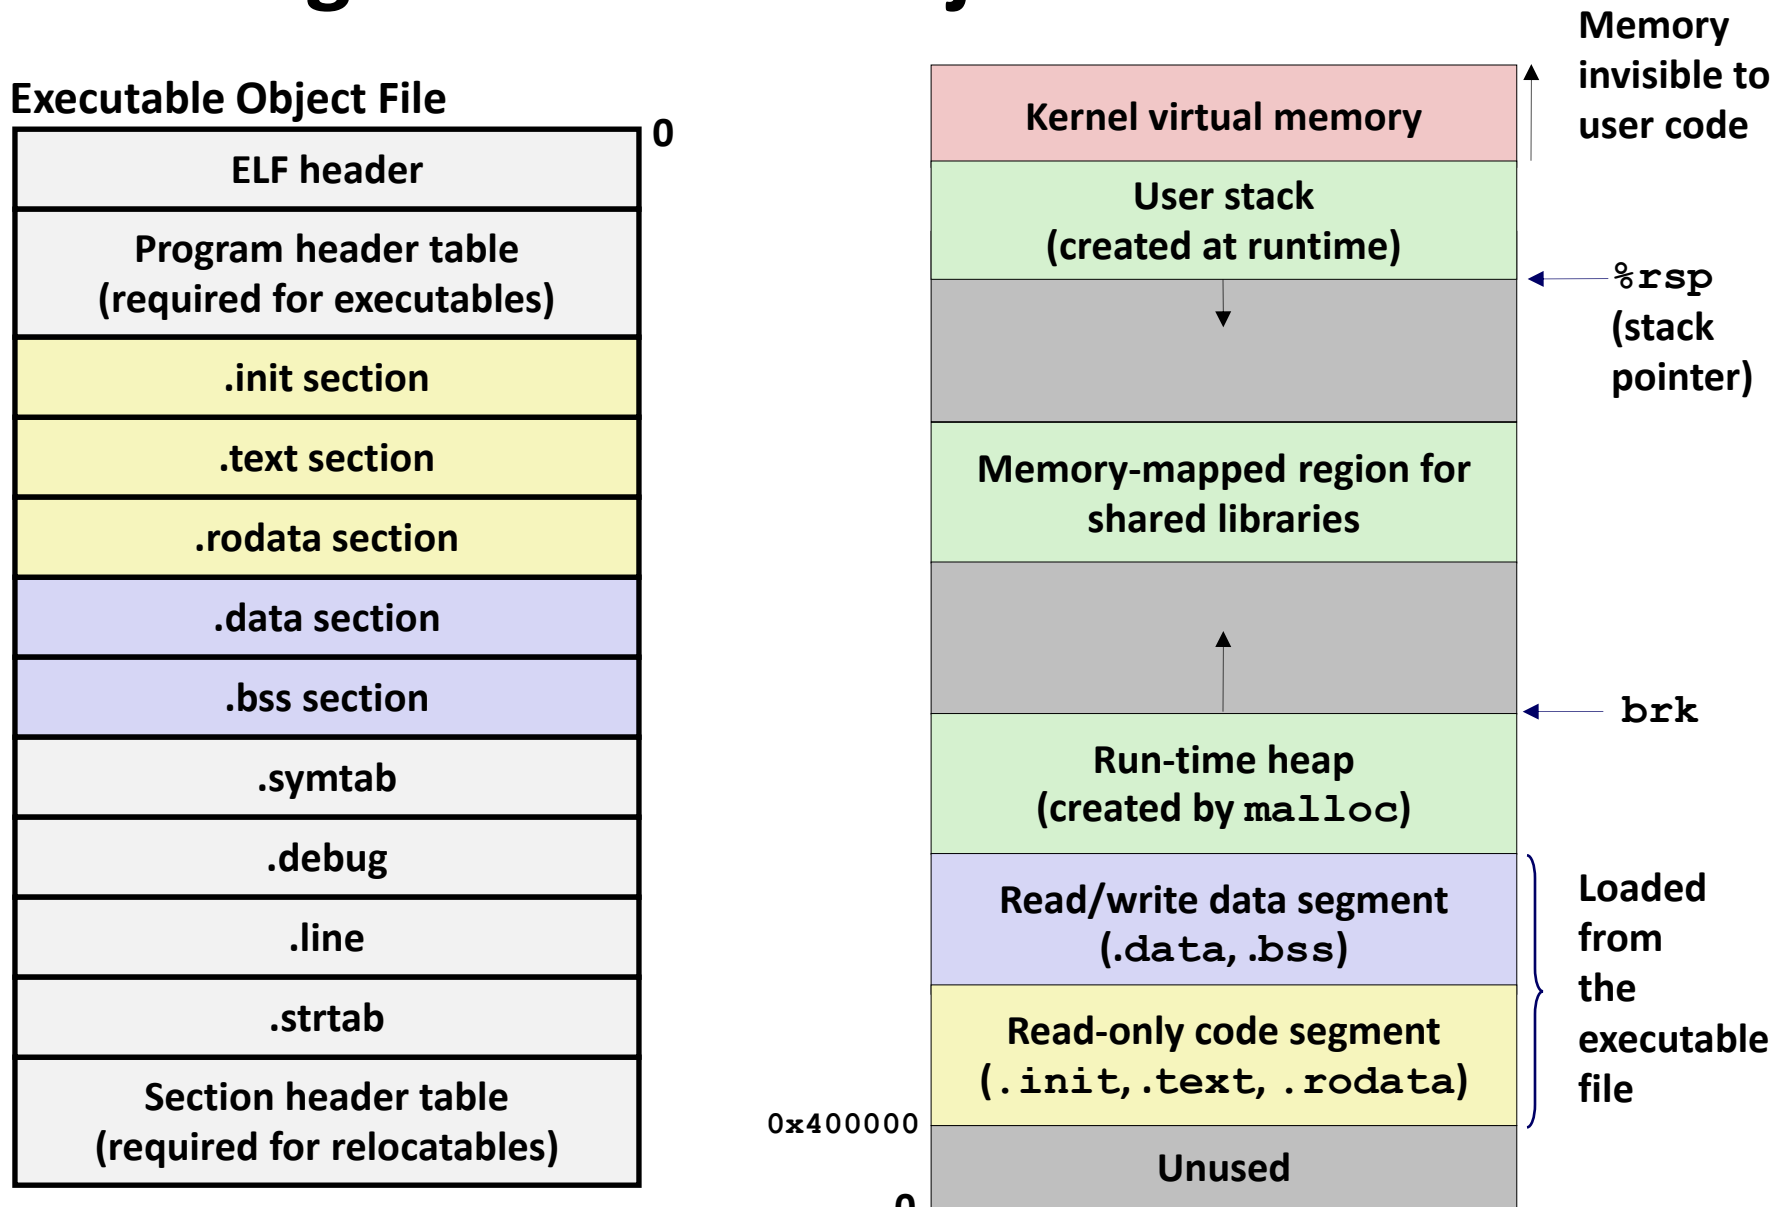 Executable Object File
0
ELF header
Program header table
(required for executables)
.init section
.text section
.rodata section
.data section
.bss section
.symtab
.debug
.line
.strtab
Section header table
(required for relocatables)
Memory
invisible to
user code
Kernel virtual memory
User stack
(created at runtime)
%rsp
(stack
pointer)
Memory-mapped region for
shared libraries
brk
Run-time heap
(created by malloc)
Read/write data segment
(.data, .bss)
Read-only code segment
(.init, .text, .rodata)
Loaded
from
the
executable
file
0x400000
Unused
0